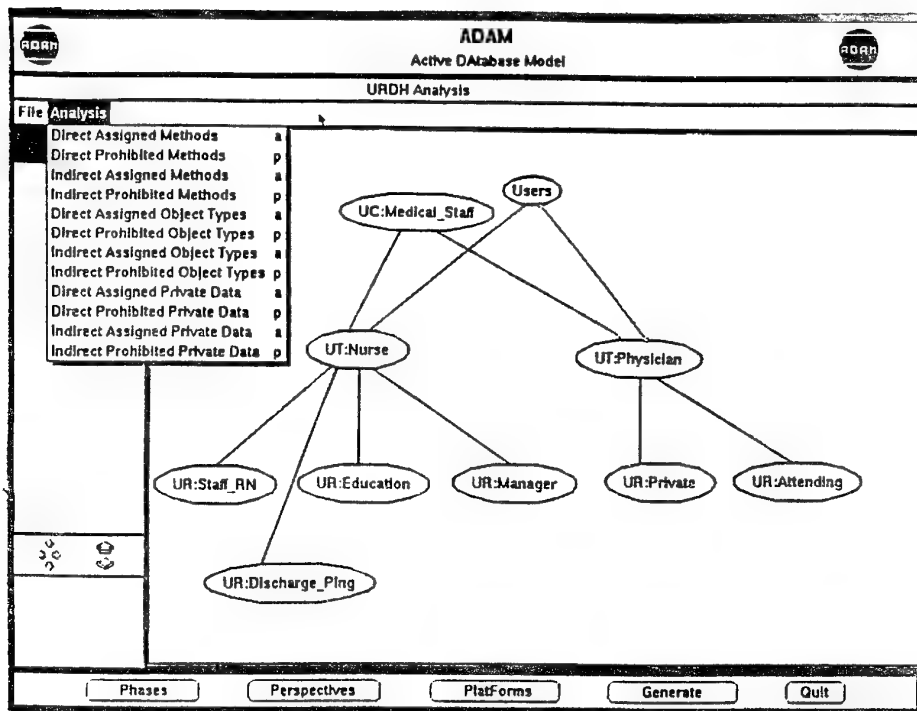 ADAM
ADAM
ADAM
Active DAtabase Model
URDH Analysis
File Analysis
Direct Assigned Methods a
Direct Prohibited Methods p
Indirect Assigned Methods a
Indirect Prohibited Methods p
Direct Assigned Object Types a
Direct Prohibited Object Types p
Indirect Assigned Object Types a
Indirect Prohibited Object Types p
Direct Assigned Private Data a
Direct Prohibited Private Data p
Indirect Assigned Private Data a
Indirect Prohibited Private Data p
Users
UC:Medical_Staff
UT:Nurse
UT:Physician
UR:Staff_RN
UR:Education
UR:Manager
UR:Private
UR:Attending
UR:Discharge_Plng
Phases
Perspectives
PlatForms
Generate
Quit